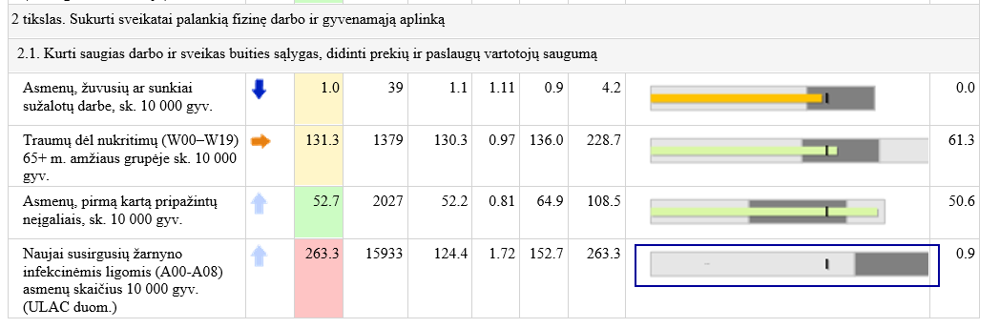 2 tikslas. Sukurti sveikatai palankią fizinę darbo ir gyvenamąją aplinką
2.1. Kurti saugias darbo ir sveikas buities sąlygas, didinti prekių ir paslaugų vartotojų saugumą
Asmenų, žuvusių ar sunkiai 1.0 39 1.1 1.11 0.9 4.2 0.0
sužalotų darbe, sk. 10 000 gyv.
Traumų dėl nukritimų (W00–W19) 131.3 1379 130.3 0.97 136.0 228.7 61.3
65+ m. amžiaus grupėje sk. 10 000
gyv.
Asmenų, pirmą kartą pripažintų 52.7 2027 52.2 0.81 64.9 108.5 50.6
neįgaliais, sk. 10 000 gyv.
Naujai susirgusių žarnyno 263.3 15933 124.4 1.72 152.7 263.3 0.9
infekcinėmis ligomis (A00-A08)
asmenų skaičius 10 000 gyv.
(ULAC duom.)